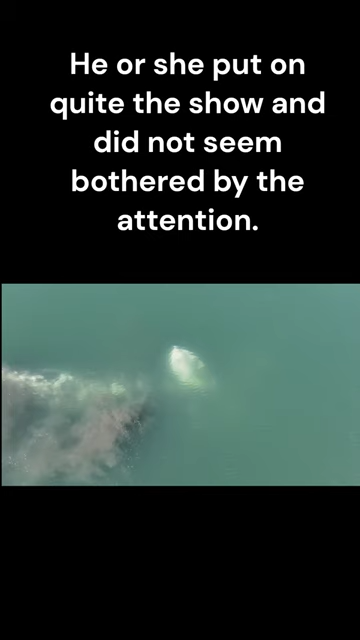 He or she put on
quite the show and
did not seem
bothered by the
attention.